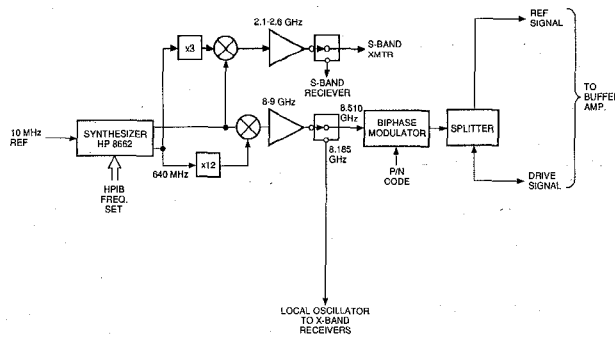 REF
SIGNAL
2.1-2.6 GHz
x3
S-BAND
XMTR
S-BAND
RECIEVER
TO
BUFFER
AMP.
8-9 GHz
8.510
GHz
10 MHz
REF
SYNTHESIZER
HP 8662
BIPHASE
MODULATOR
SPLITTER
8.185
GHz
640 MHz
x12
HPIB
FREQ.
SET
P/N
CODE
DRIVE
SIGNAL
LOCAL OSCILLATOR
TO X-BAND
RECEIVERS